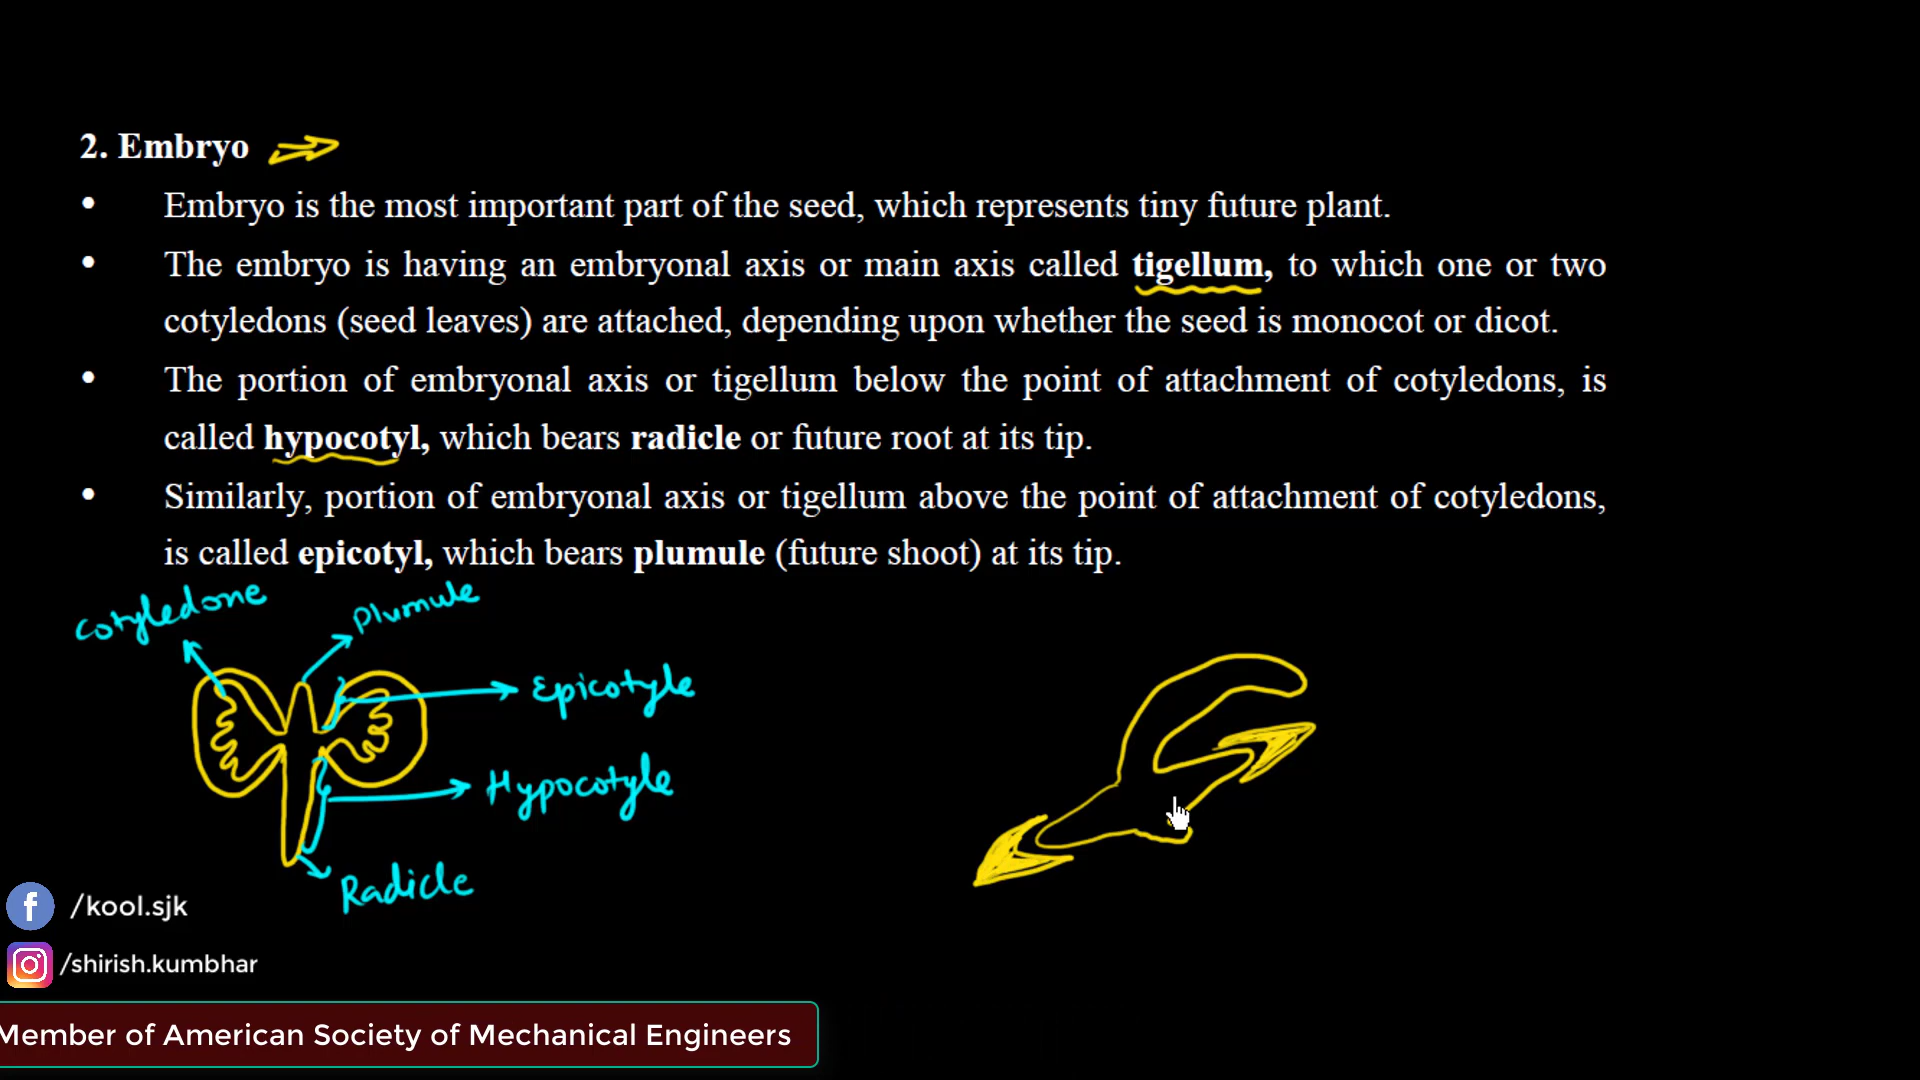 2. Embryo
• Embryo is the most important part of the seed, which represents tiny future plant.
• The embryo is having an embryonal axis or main axis called tigellum, to which one or two
cotyledons (seed leaves) are attached, depending upon whether the seed is monocot or dicot.
• The portion of embryonal axis or tigellum below the point of attachment of cotyledons, is
called hypocotyl, which bears radicle or future root at its tip.
• Similarly, portion of embryonal axis or tigellum above the point of attachment of cotyledons,
is called epicotyl, which bears plumule (future shoot) at its tip.
Cotyledone
Plumule
Epicotyle
Hypocotyle
Radicle
/kool.sjk
/shirish.kumbhar
Member of American Society of Mechanical Engineers